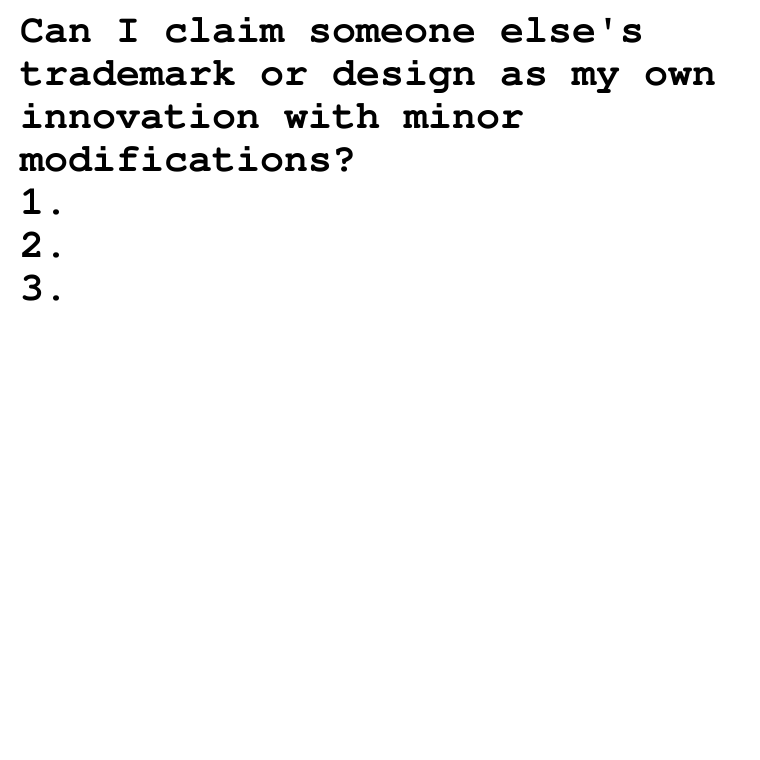 Can I claim someone else's
trademark or design as my own
innovation with minor
modifications?
1.
2.
3.